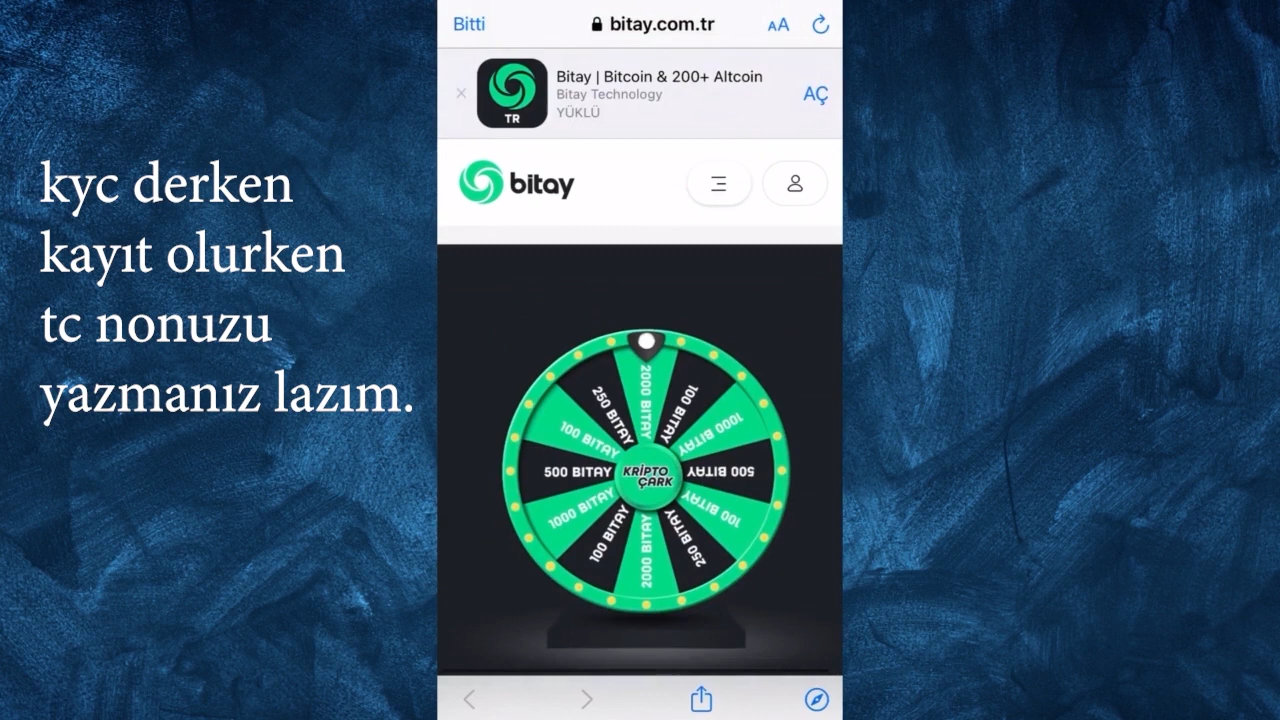 kyc derken
kayıt olurken
tc nonuzu
yazmanız lazım.
Bitti
bitay.com.tr
AA
Bitay | Bitcoin & 200+ Altcoin
Bitay Technology
YÜKLÜ
AÇ
TR
bitay
2000 BITAY
100 BITAY
1000 BITAY
500 BITAY
100 BITAY
250 BITAY
2000 BITAY
100 BITAY
1000 BITAY
500 BITAY
100 BITAY
250 BITAY
KRİPTO
ÇARK